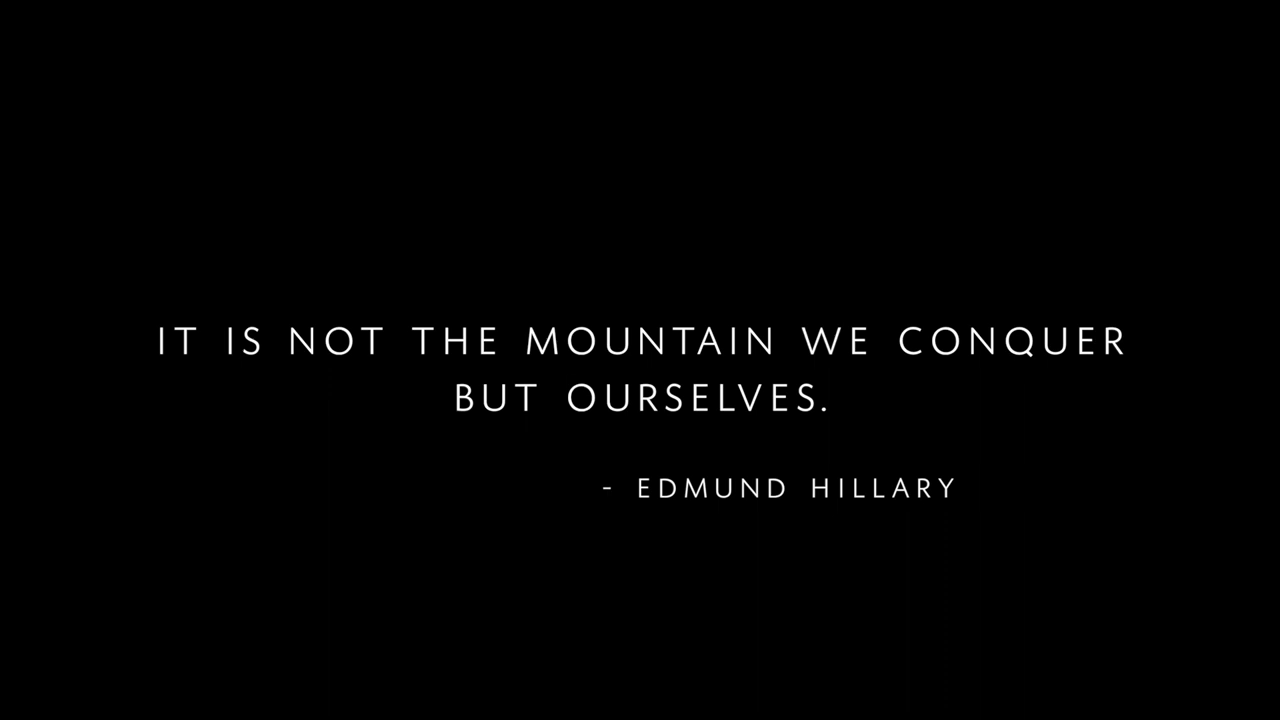 IT IS NOT THE MOUNTAIN WE CONQUER
BUT OURSELVES.
- EDMUND HILLARY